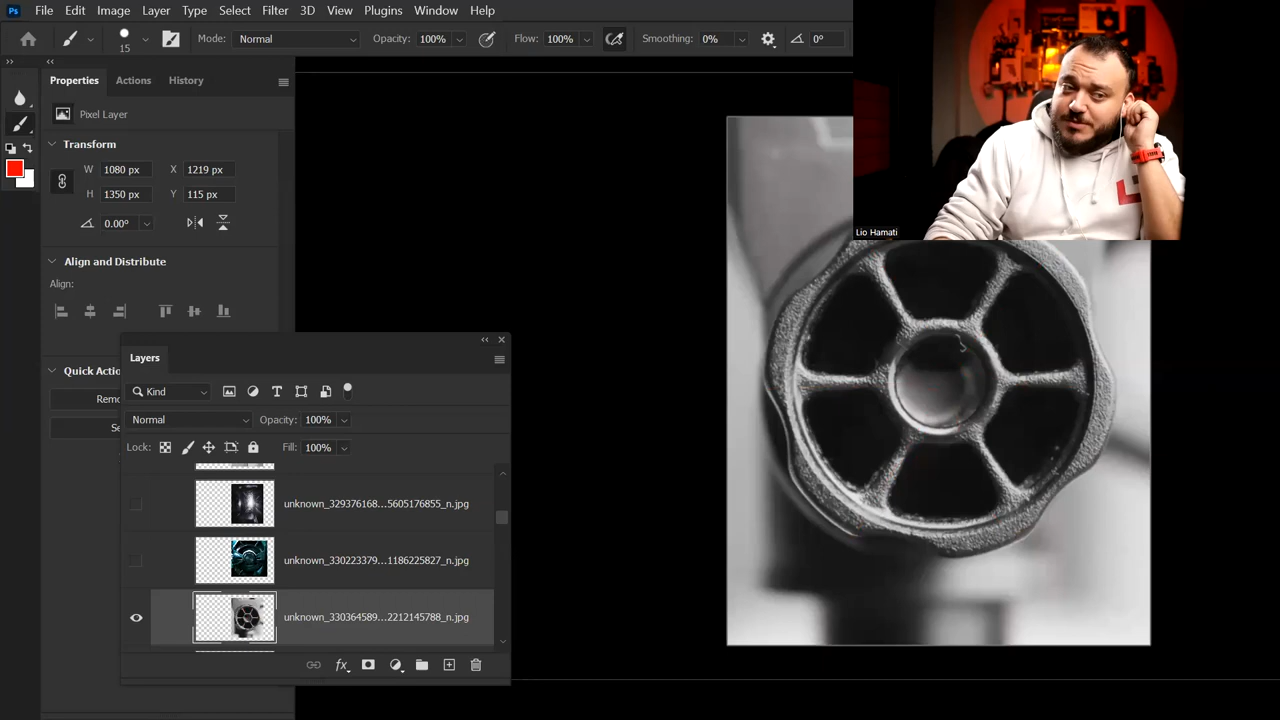 Ps File Edit Image Layer Type Select Filter 3D View Plugins Window Help
15 Mode: Normal Opacity: 100% Flow: 100% Smoothing: 0% 0°
Properties Actions History
Pixel Layer
Transform
W 1080 px X 1219 px
H 1350 px Y 115 px
0.00°
Align and Distribute
Align:
Quick Actio
Remo
Se
Layers
Kind
Normal Opacity: 100%
Lock: Fill: 100%
unknown_329376168...5605176855_n.jpg
unknown_330223379...1186225827_n.jpg
unknown_330364589...2212145788_n.jpg
fx
Lio Hamati